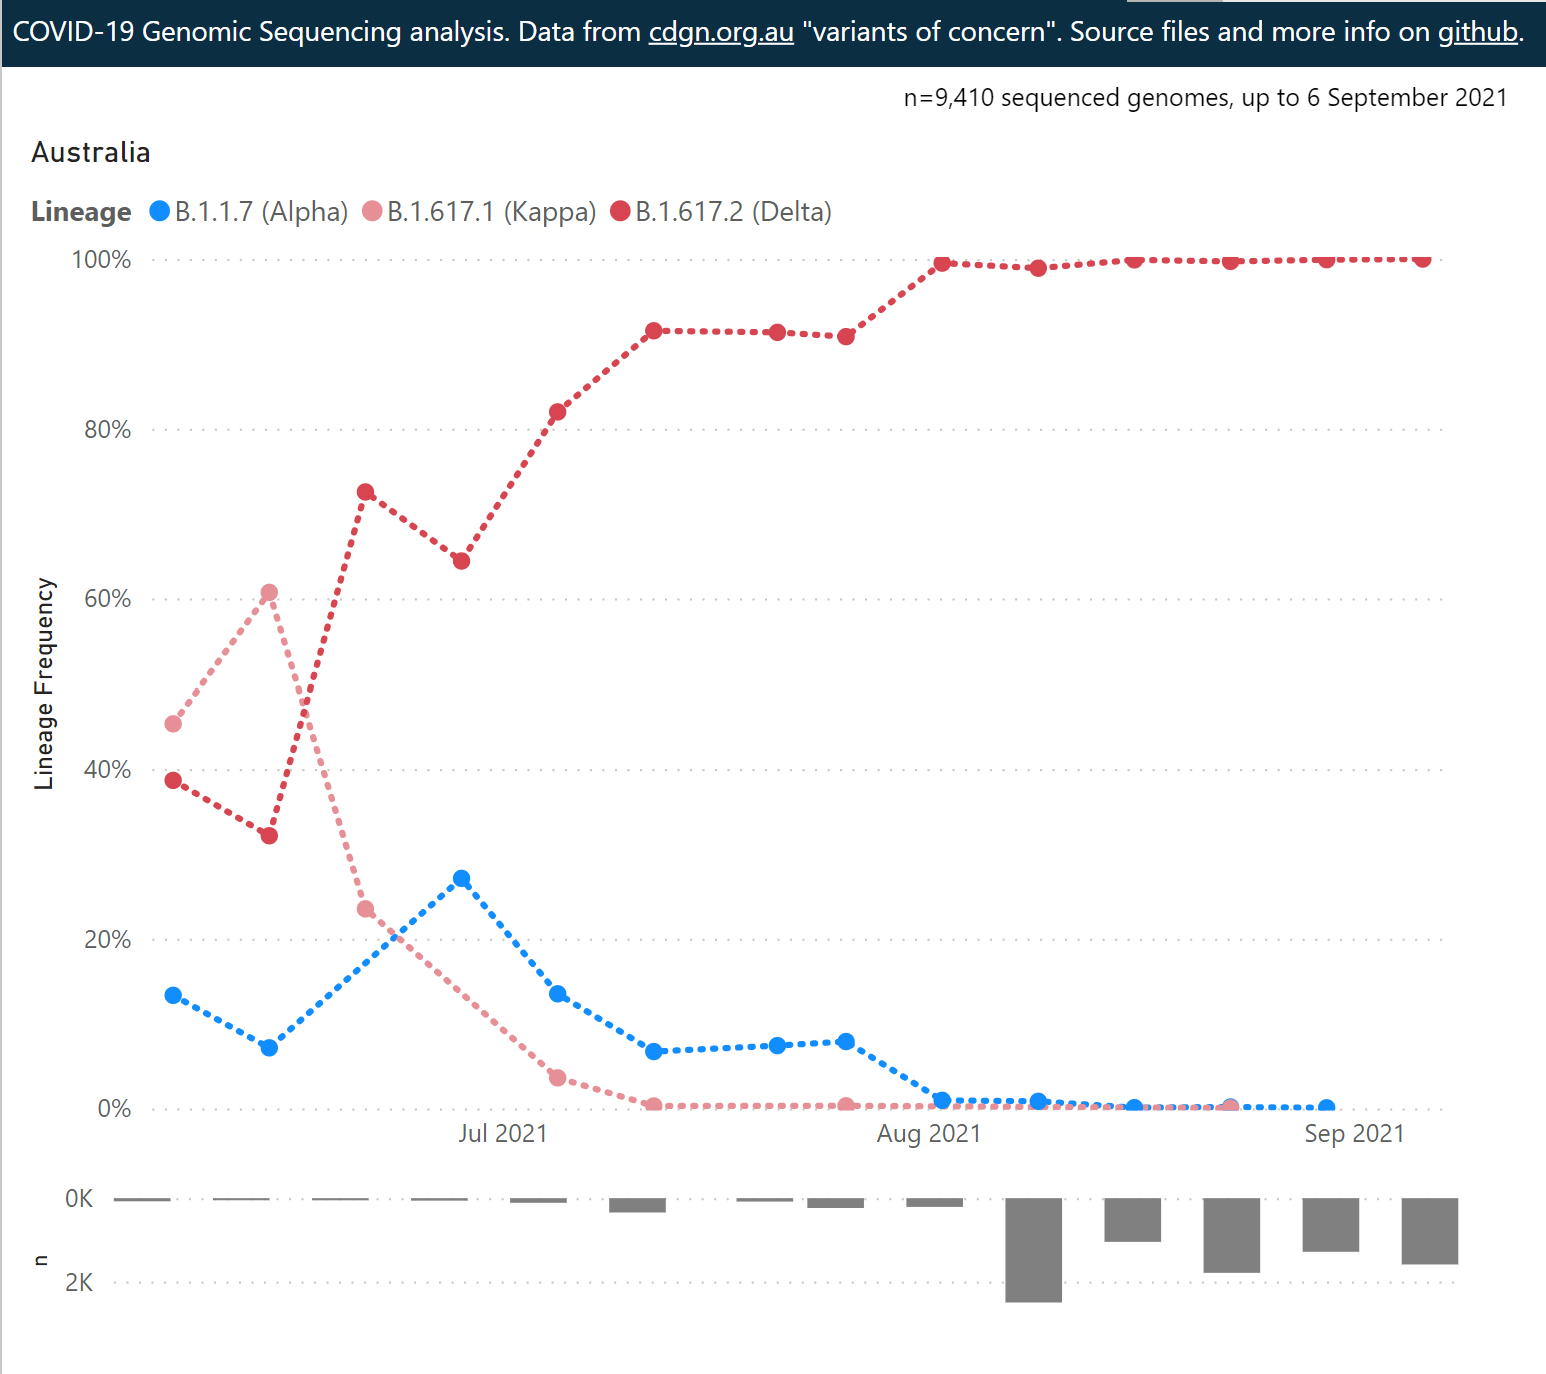 COVID-19 Genomic Sequencing analysis. Data from cdgn.org.au "variants of concern". Source files and more info on github.
n=9,410 sequenced genomes, up to 6 September 2021
Australia
Lineage B.1.1.7 (Alpha) B.1.617.1 (Kappa) B.1.617.2 (Delta)
100%
80%
60%
40%
20%
0%
Lineage Frequency
Jul 2021 Aug 2021 Sep 2021
0K
n
2K